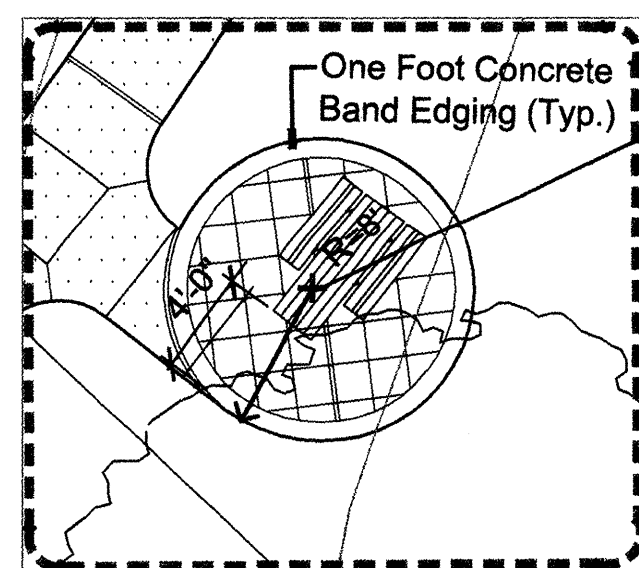 One Foot Concrete
Band Edging (Typ.)
R=8'
4'-0"